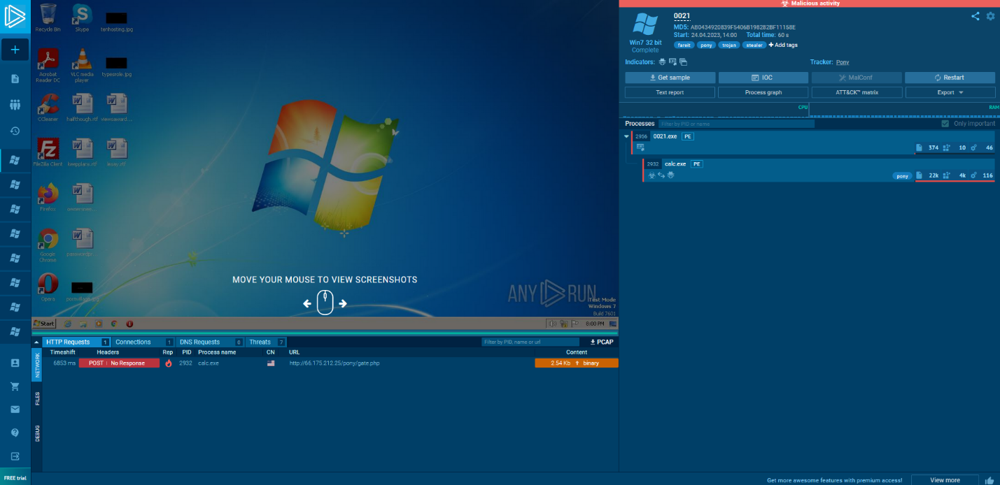 Malicious activity
Recycle Bin
Skype
tenhosting.jpg
Acrobat Reader DC
VLC media player
typesrole.jpg
CCleaner
halfthough.rtf
viewsaward...
FileZilla Client
keepplans.rtf
Firefox
Google Chrome
Opera
MOVE YOUR MOUSE TO VIEW SCREENSHOTS
ANY RUN
Test Mode
Windows 7
Build 7601
Start
8:00 PM
0021
MD5: AB0434920839F5406B198282BF11158E
Start: 24.04.2023, 14:00 Total time: 60 s
Win7 32 bit
Complete
fareit pony trojan stealer + Add tags
Indicators:
Tracker: Pony
Get sample IOC MalConf Restart
Text report Process graph ATT&CK™ matrix Export
CPU RAM
Processes Filter by PID or name Only important
2956 0021.exe PE
374 10 46
2932 calc.exe PE
pony 22k 4k 116
HTTP Requests 1 Connections 1 DNS Requests 0 Threats 7 Filter by PID, name or url PCAP
NETWORK
FILES
DEBUG
Timeshift Headers Rep PID Process name CN URL Content
6853 ms POST No Response 2932 calc.exe http://66.175.212.25/pony/gate.php 2.54 Kb binary
FREE trial
Get more awesome features with premium access! View more